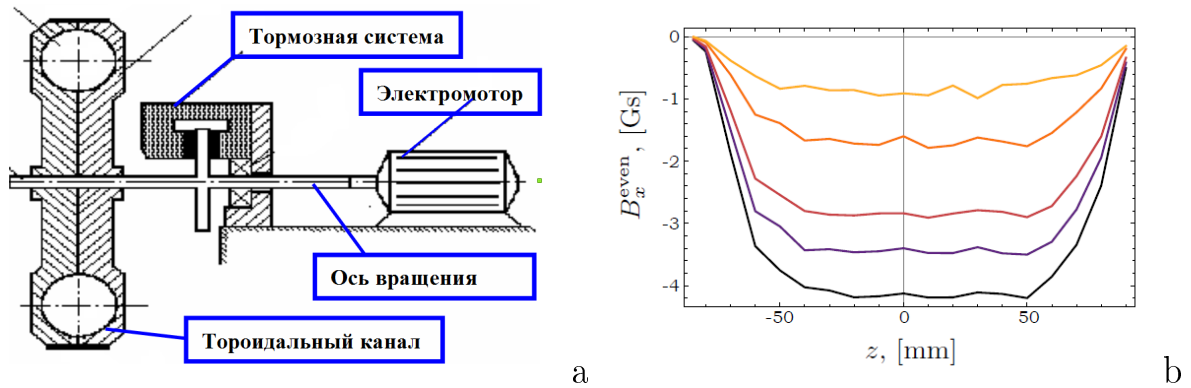 Тормозная система
Электромотор
Ось вращения
Тороидальный канал
a
B_x^even, [Gs]
0
-1
-2
-3
-4
-50
0
50
z, [mm]
b